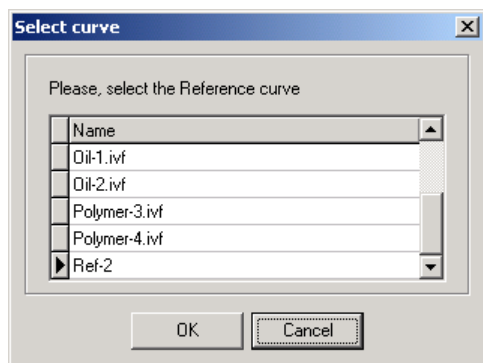 Select curve
Please, select the Reference curve
Name
Oil-1.ivf
Oil-2.ivf
Polymer-3.ivf
Polymer-4.ivf
Ref-2
OK
Cancel